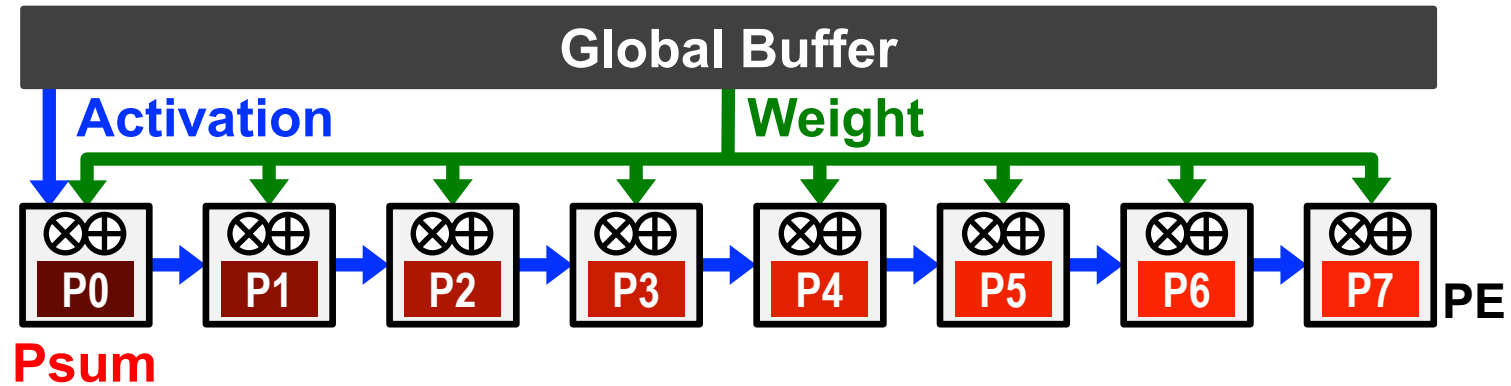 Global Buffer
Activation
Weight
P0
P1
P2
P3
P4
P5
P6
P7
PE
Psum